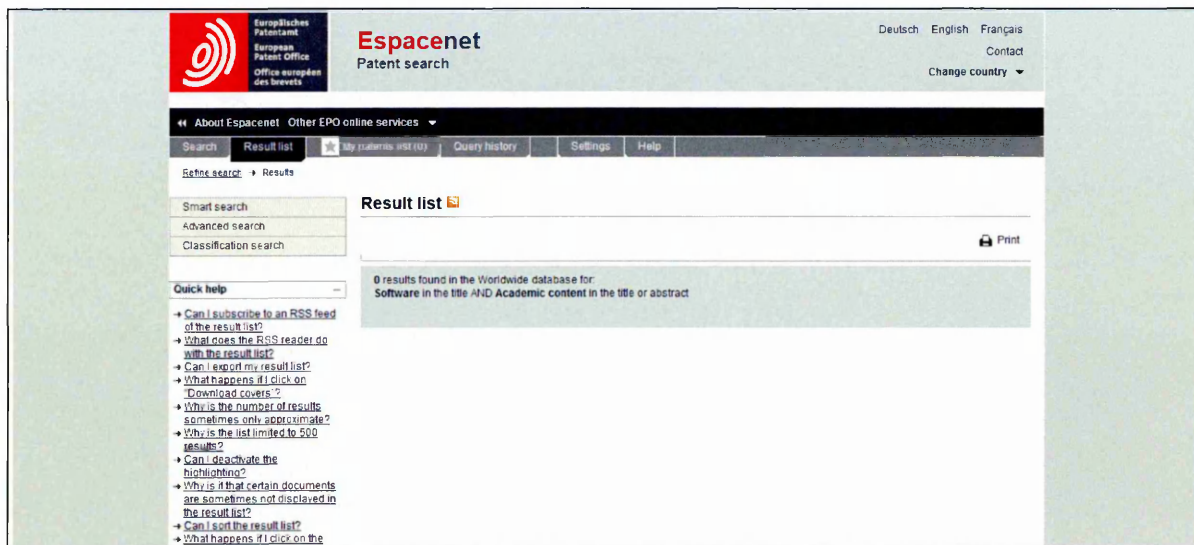 Europäisches
Patentamt
European
Patent Office
Office européen
des brevets
Espacenet
Patent search
Deutsch English Français
Contact
Change country
About Espacenet Other EPO online services
Search Result list My patents list (0) Query history Settings Help
Refine search → Results
Smart search
Advanced search
Classification search
Quick help –
→ Can I subscribe to an RSS feed
of the result list?
→ What does the RSS reader do
with the result list?
→ Can I export my result list?
→ What happens if I click on
"Download covers"?
→ Why is the number of results
sometimes only approximate?
→ Why is the list limited to 500
results?
→ Can I deactivate the
highlighting?
→ Why is it that certain documents
are sometimes not displayed in
the result list?
→ Can I sort the result list?
→ What happens if I click on the
Result list
Print
0 results found in the Worldwide database for:
Software in the title AND Academic content in the title or abstract